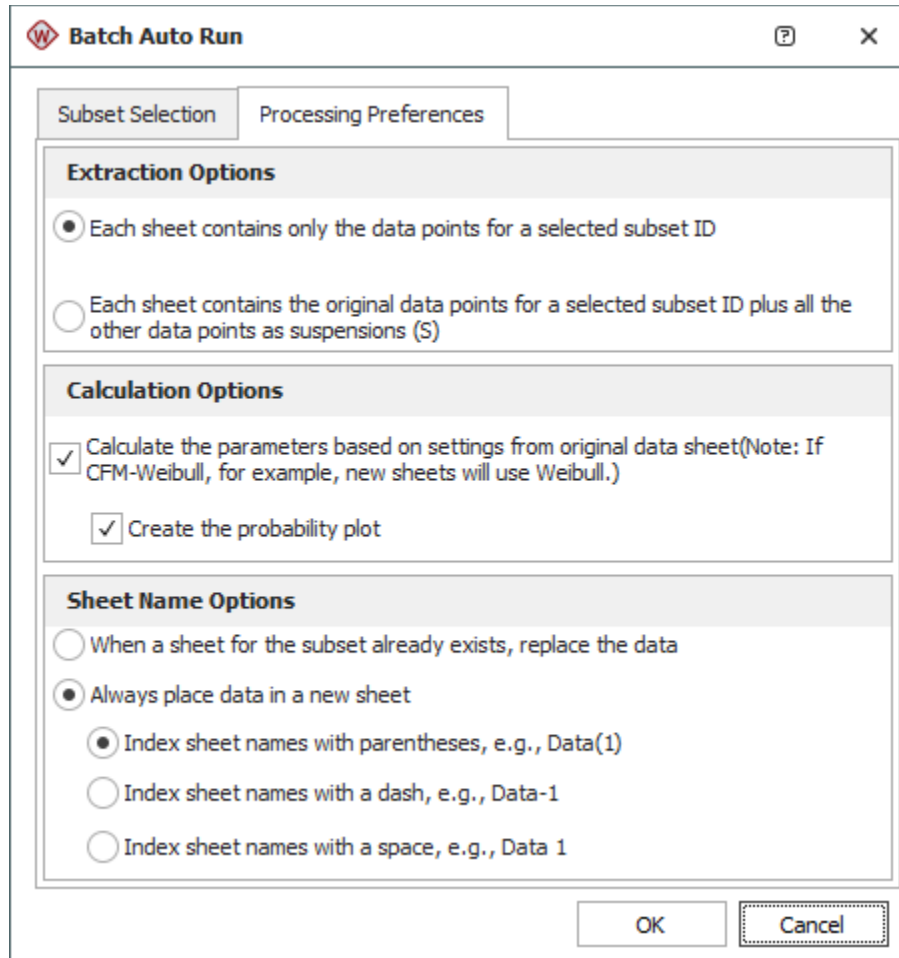 Batch Auto Run
Subset Selection
Processing Preferences
Extraction Options
Each sheet contains only the data points for a selected subset ID
Each sheet contains the original data points for a selected subset ID plus all the
other data points as suspensions (S)
Calculation Options
Calculate the parameters based on settings from original data sheet(Note: If
CFM-Weibull, for example, new sheets will use Weibull.)
Create the probability plot
Sheet Name Options
When a sheet for the subset already exists, replace the data
Always place data in a new sheet
Index sheet names with parentheses, e.g., Data(1)
Index sheet names with a dash, e.g., Data-1
Index sheet names with a space, e.g., Data 1
OK
Cancel